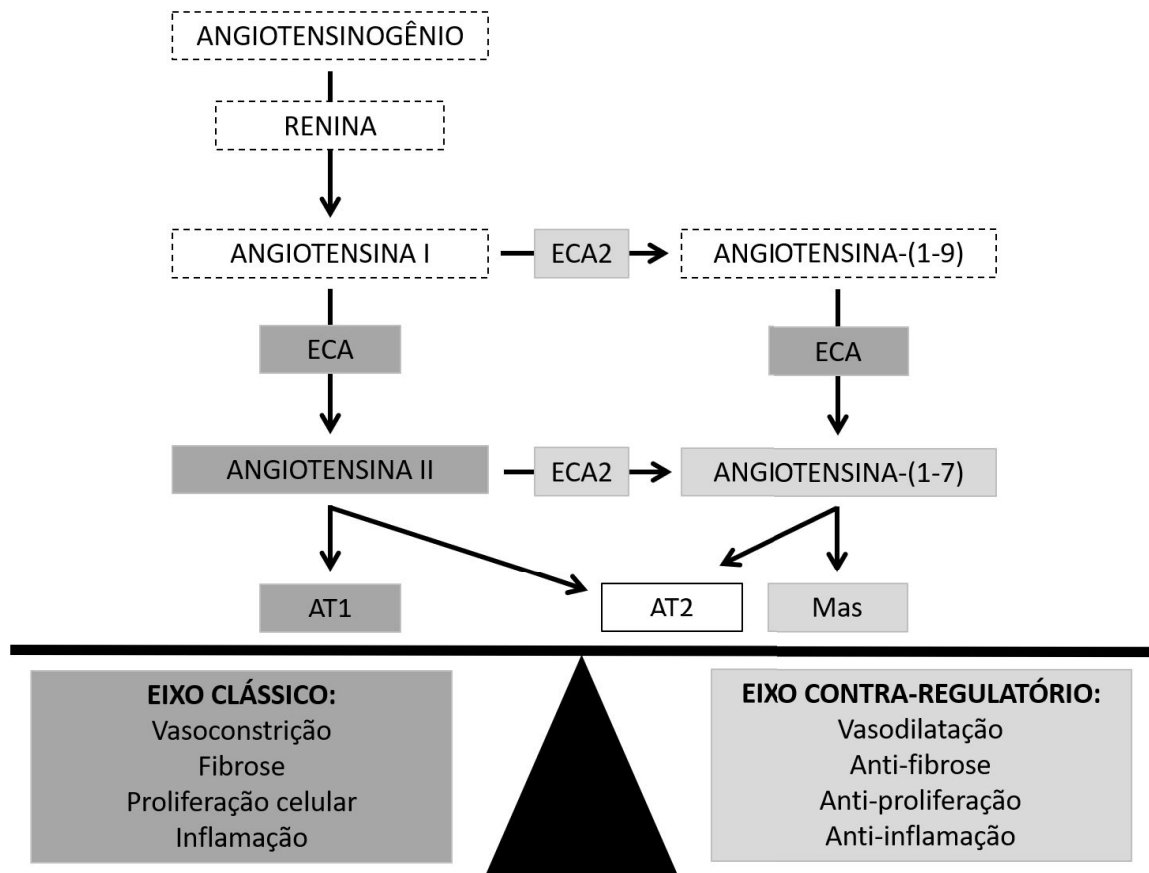 ANGIOTENSINOGÊNIO
RENINA
ANGIOTENSINA I
ECA2
ANGIOTENSINA-(1-9)
ECA
ECA
ANGIOTENSINA II
ECA2
ANGIOTENSINA-(1-7)
AT1
AT2
Mas
EIXO CLÁSSICO:
Vasoconstrição
Fibrose
Proliferação celular
Inflamação
EIXO CONTRA-REGULATÓRIO:
Vasodilatação
Anti-fibrose
Anti-proliferação
Anti-inflamação